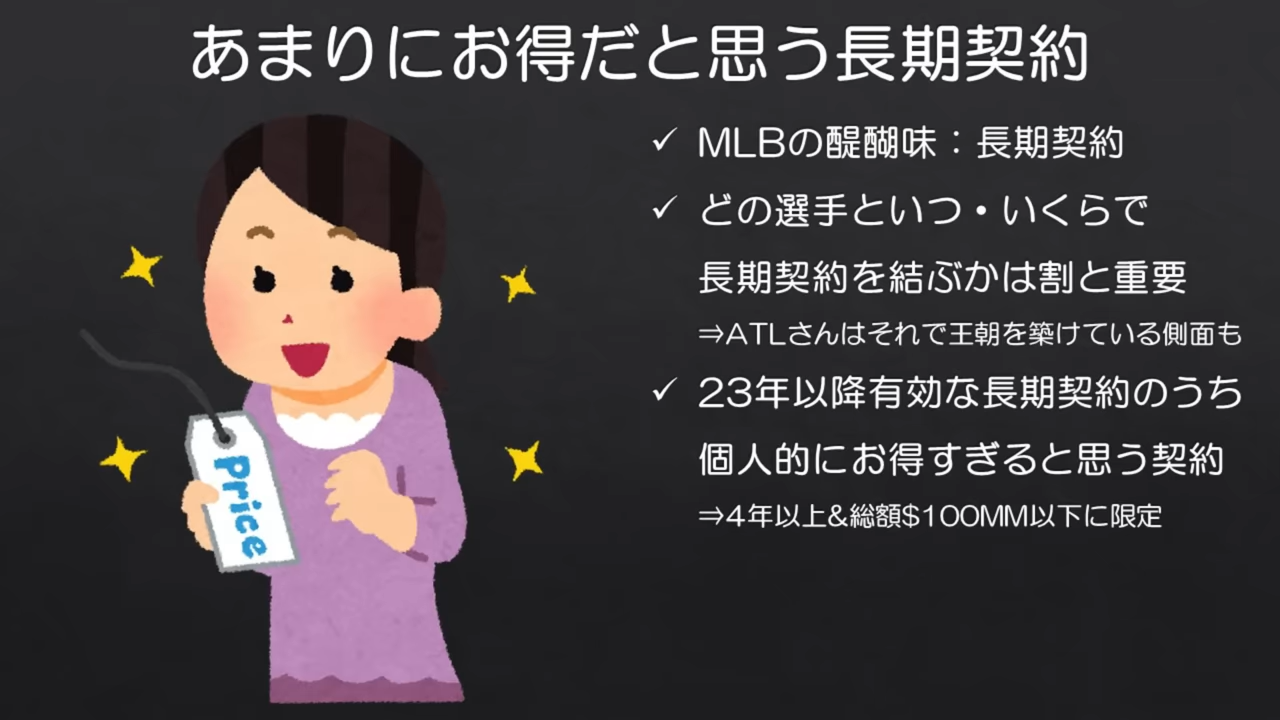 あまりにお得だと思う長期契約
✓ MLBの醍醐味：長期契約
✓ どの選手といつ・いくらで
長期契約を結ぶかは割と重要
⇒ATLさんはそれで王朝を築けている側面も
✓ 23年以降有効な長期契約のうち
個人的にお得すぎると思う契約
⇒4年以上&総額$100MM以下に限定
Price